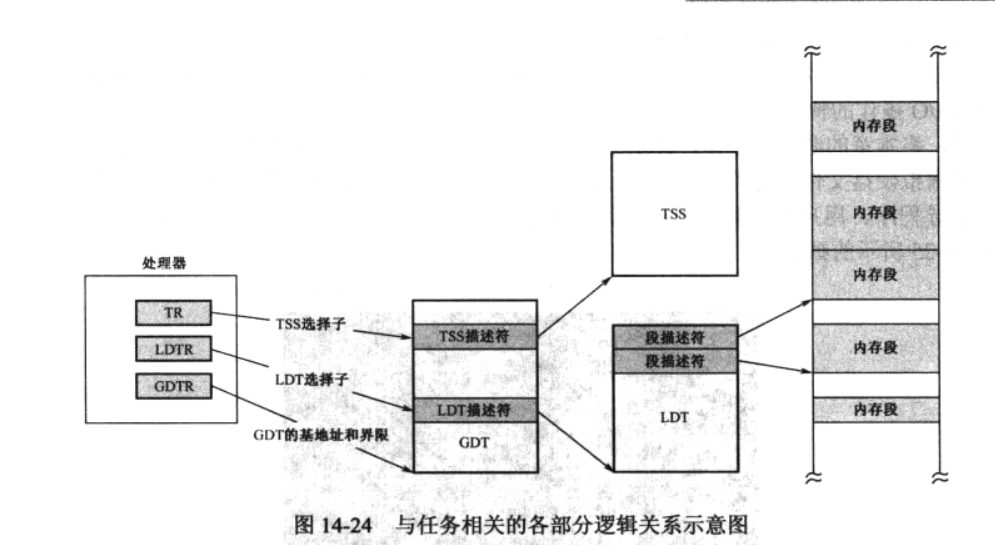 处理器
TR
LDTR
GDTR
TSS选择子
LDT选择子
GDT的基地址和界限
TSS描述符
LDT描述符
GDT
TSS
段描述符
段描述符
LDT
内存段
内存段
内存段
内存段
内存段
图 14-24 与任务相关的各部分逻辑关系示意图